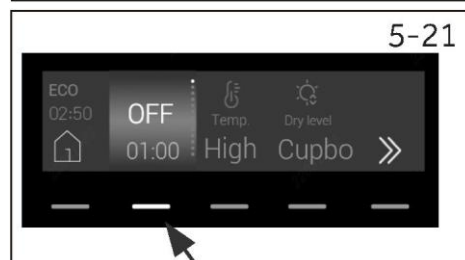 5-21
ECO
02:50
OFF
01:00
Temp.
High
Dry level
Cupbo